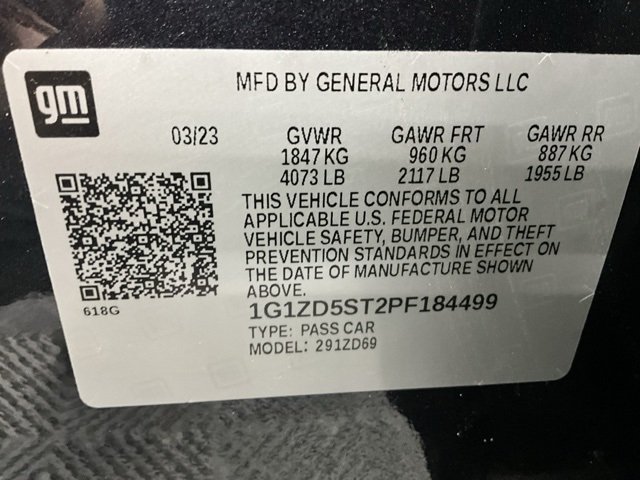 gm
MFD BY GENERAL MOTORS LLC
03/23 GVWR GAWR FRT GAWR RR
1847 KG 960 KG 887 KG
4073 LB 2117 LB 1955 LB
THIS VEHICLE CONFORMS TO ALL
APPLICABLE U.S. FEDERAL MOTOR
VEHICLE SAFETY, BUMPER, AND THEFT
PREVENTION STANDARDS IN EFFECT ON
THE DATE OF MANUFACTURE SHOWN
ABOVE.
618G
1G1ZD5ST2PF184499
TYPE: PASS CAR
MODEL: 291ZD69